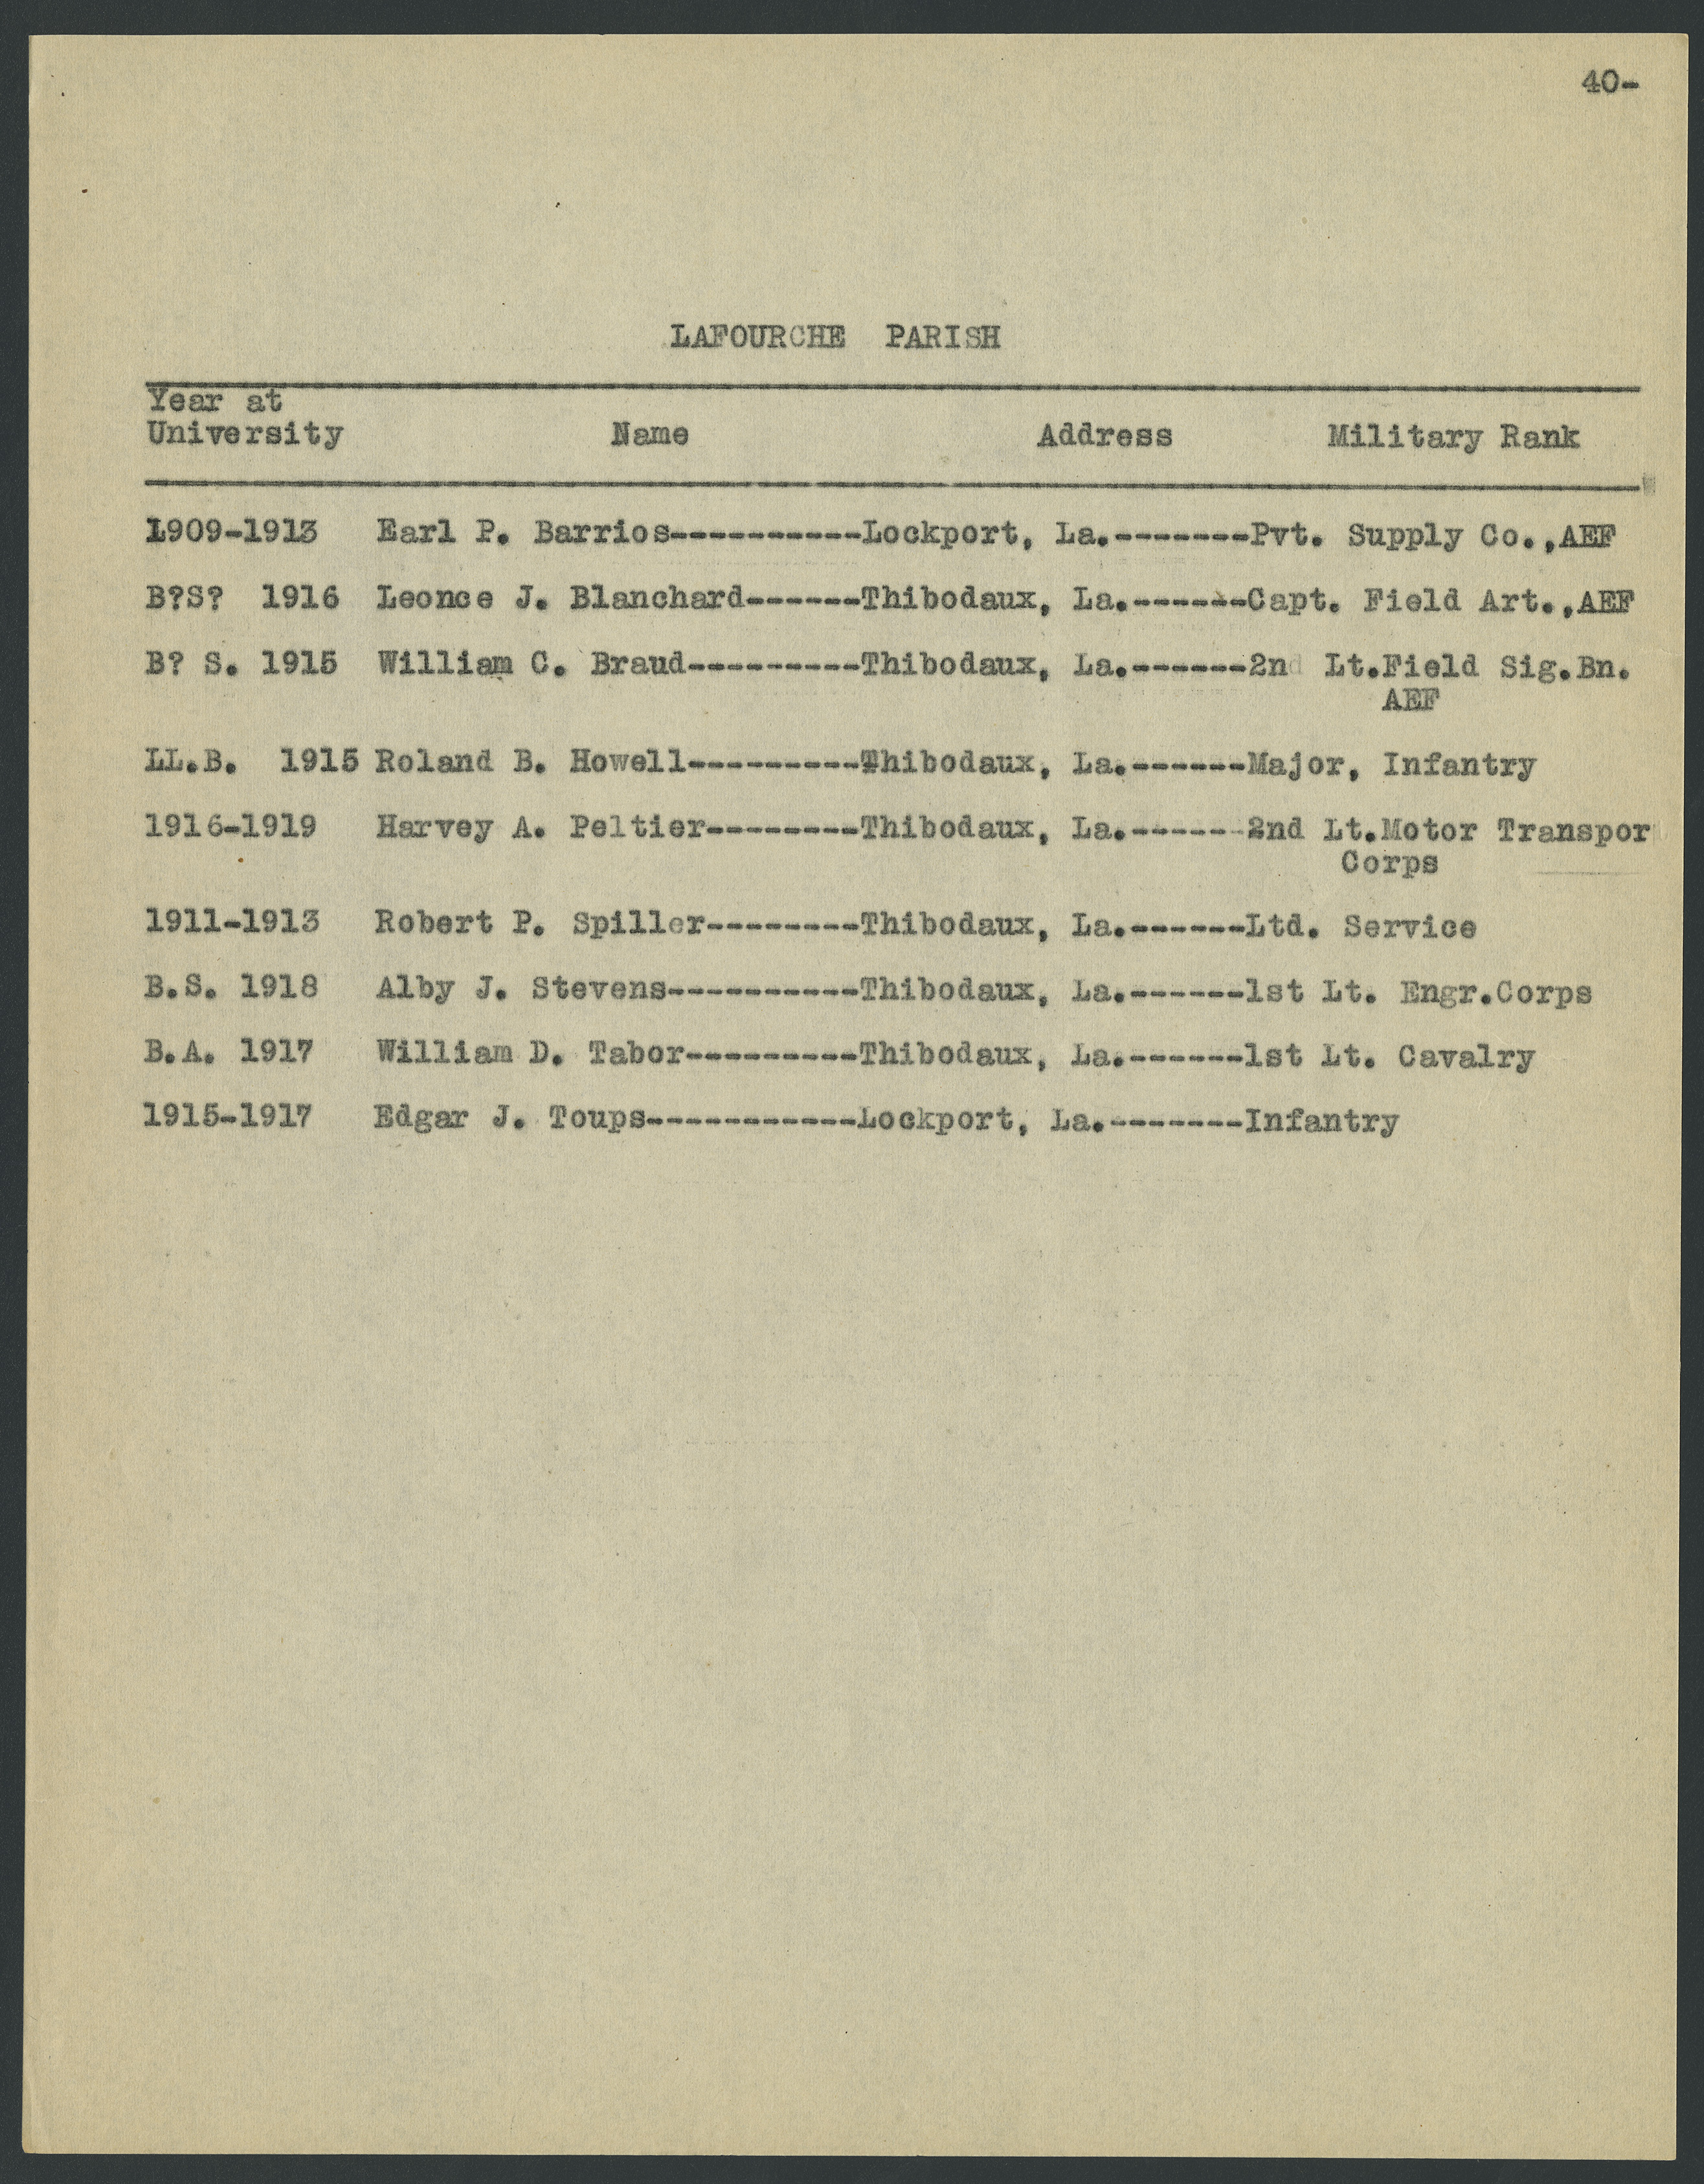 40-
LAFOURCHE PARISH
Year at
University Name Address Military Rank
1909-1913 Earl P. Barrios----------Lockport, La.-------Pvt. Supply Co.,AEF
B?S? 1916 Leonce J. Blanchard------Thibodaux, La.------Capt. Field Art.,AEF
B? S. 1915 William C. Braud---------Thibodaux, La.------2nd Lt.Field Sig.Bn.
AEF
LL.B. 1915 Roland B. Howell---------Thibodaux, La.------Major, Infantry
1916-1919 Harvey A. Peltier--------Thibodaux, La.------2nd Lt.Motor Transpor
Corps
1911-1913 Robert P. Spiller--------Thibodaux, La.------Ltd. Service
B.S. 1918 Alby J. Stevens----------Thibodaux, La.------1st Lt. Engr.Corps
B.A. 1917 William D. Tabor---------Thibodaux, La.------1st Lt. Cavalry
1915-1917 Edgar J. Toups-----------Lockport, La.-------Infantry